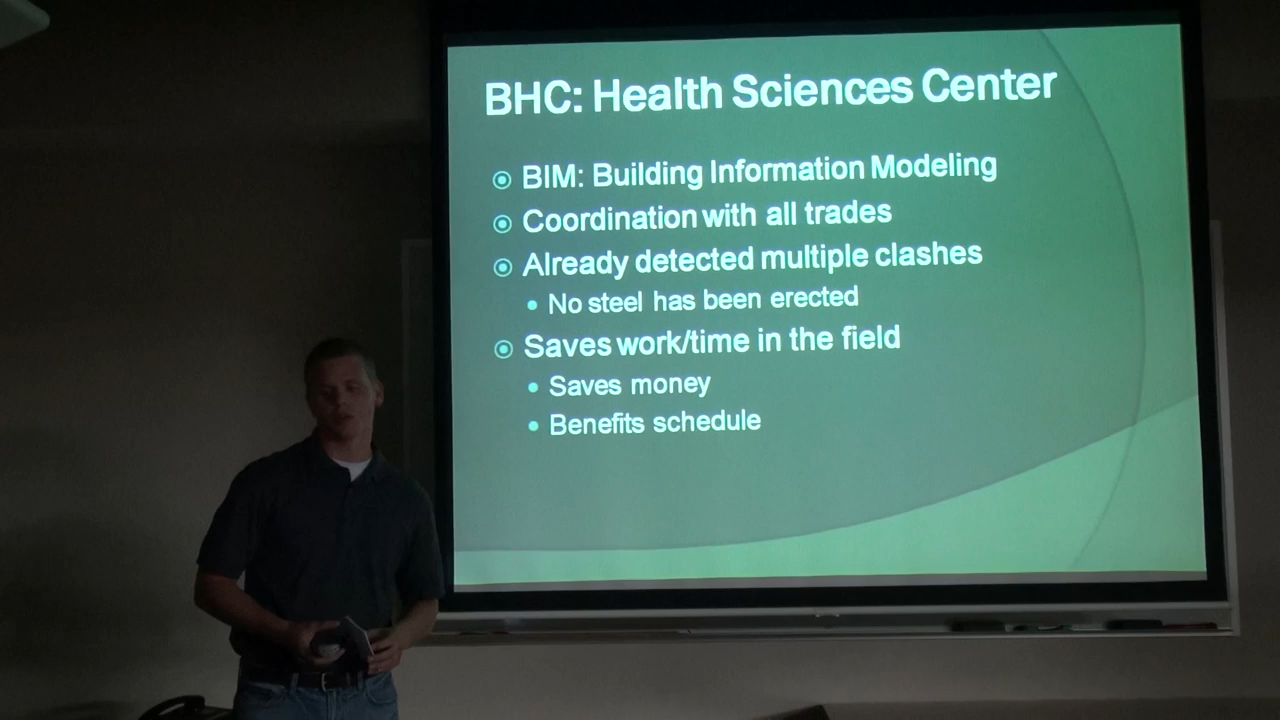 BHC: Health Sciences Center
BIM: Building Information Modeling
Coordination with all trades
Already detected multiple clashes
No steel has been erected
Saves work/time in the field
Saves money
Benefits schedule